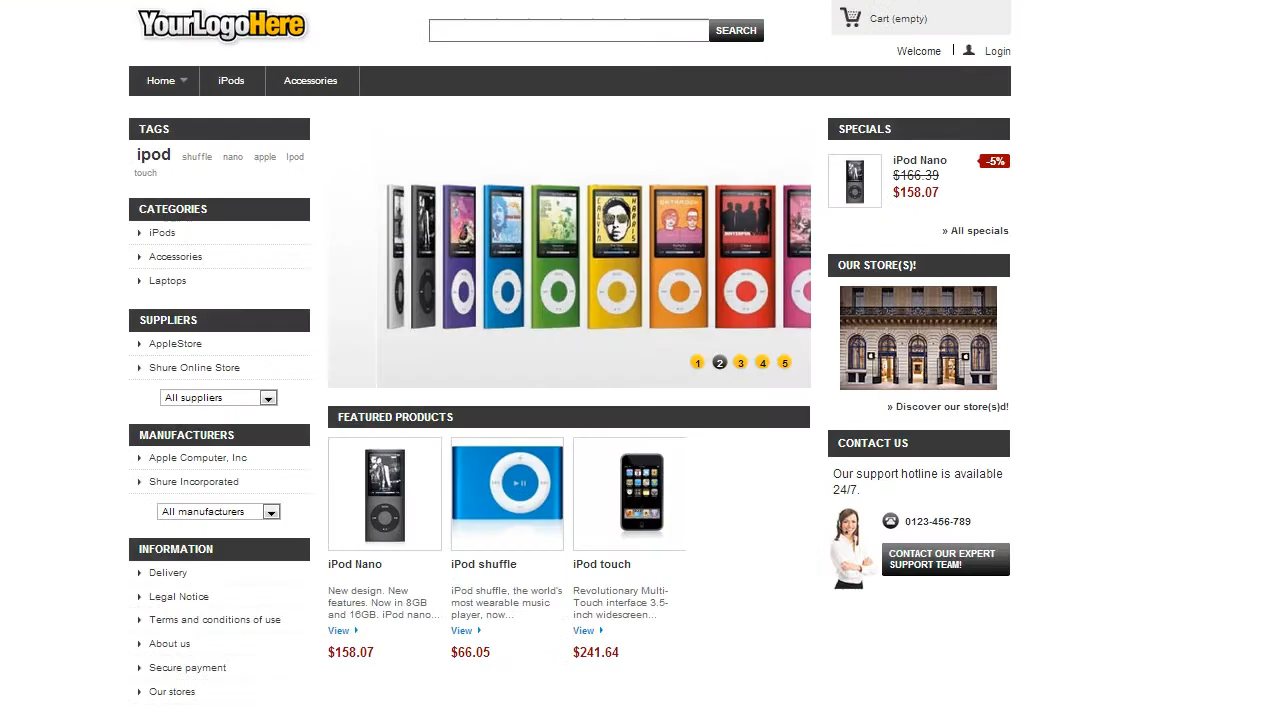 YourLogoHere
SEARCH
Cart (empty)
Welcome
Login
Home
iPods
Accessories
TAGS
ipod shuffle nano apple Ipod
touch
CATEGORIES
iPods
Accessories
Laptops
SUPPLIERS
AppleStore
Shure Online Store
All suppliers
MANUFACTURERS
Apple Computer, Inc
Shure Incorporated
All manufacturers
INFORMATION
Delivery
Legal Notice
Terms and conditions of use
About us
Secure payment
Our stores
CALVIN
HARRIS
1 2 3 4 5
FEATURED PRODUCTS
iPod Nano
New design. New
features. Now in 8GB
and 16GB. iPod nano...
View
$158.07
iPod shuffle
iPod shuffle, the world's
most wearable music
player, now...
View
$66.05
iPod touch
Revolutionary Multi-
Touch interface 3.5-
inch widescreen...
View
$241.64
SPECIALS
iPod Nano
-5%
$166.39
$158.07
» All specials
OUR STORE(S)!
» Discover our store(s)d!
CONTACT US
Our support hotline is available
24/7.
0123-456-789
CONTACT OUR EXPERT
SUPPORT TEAM!